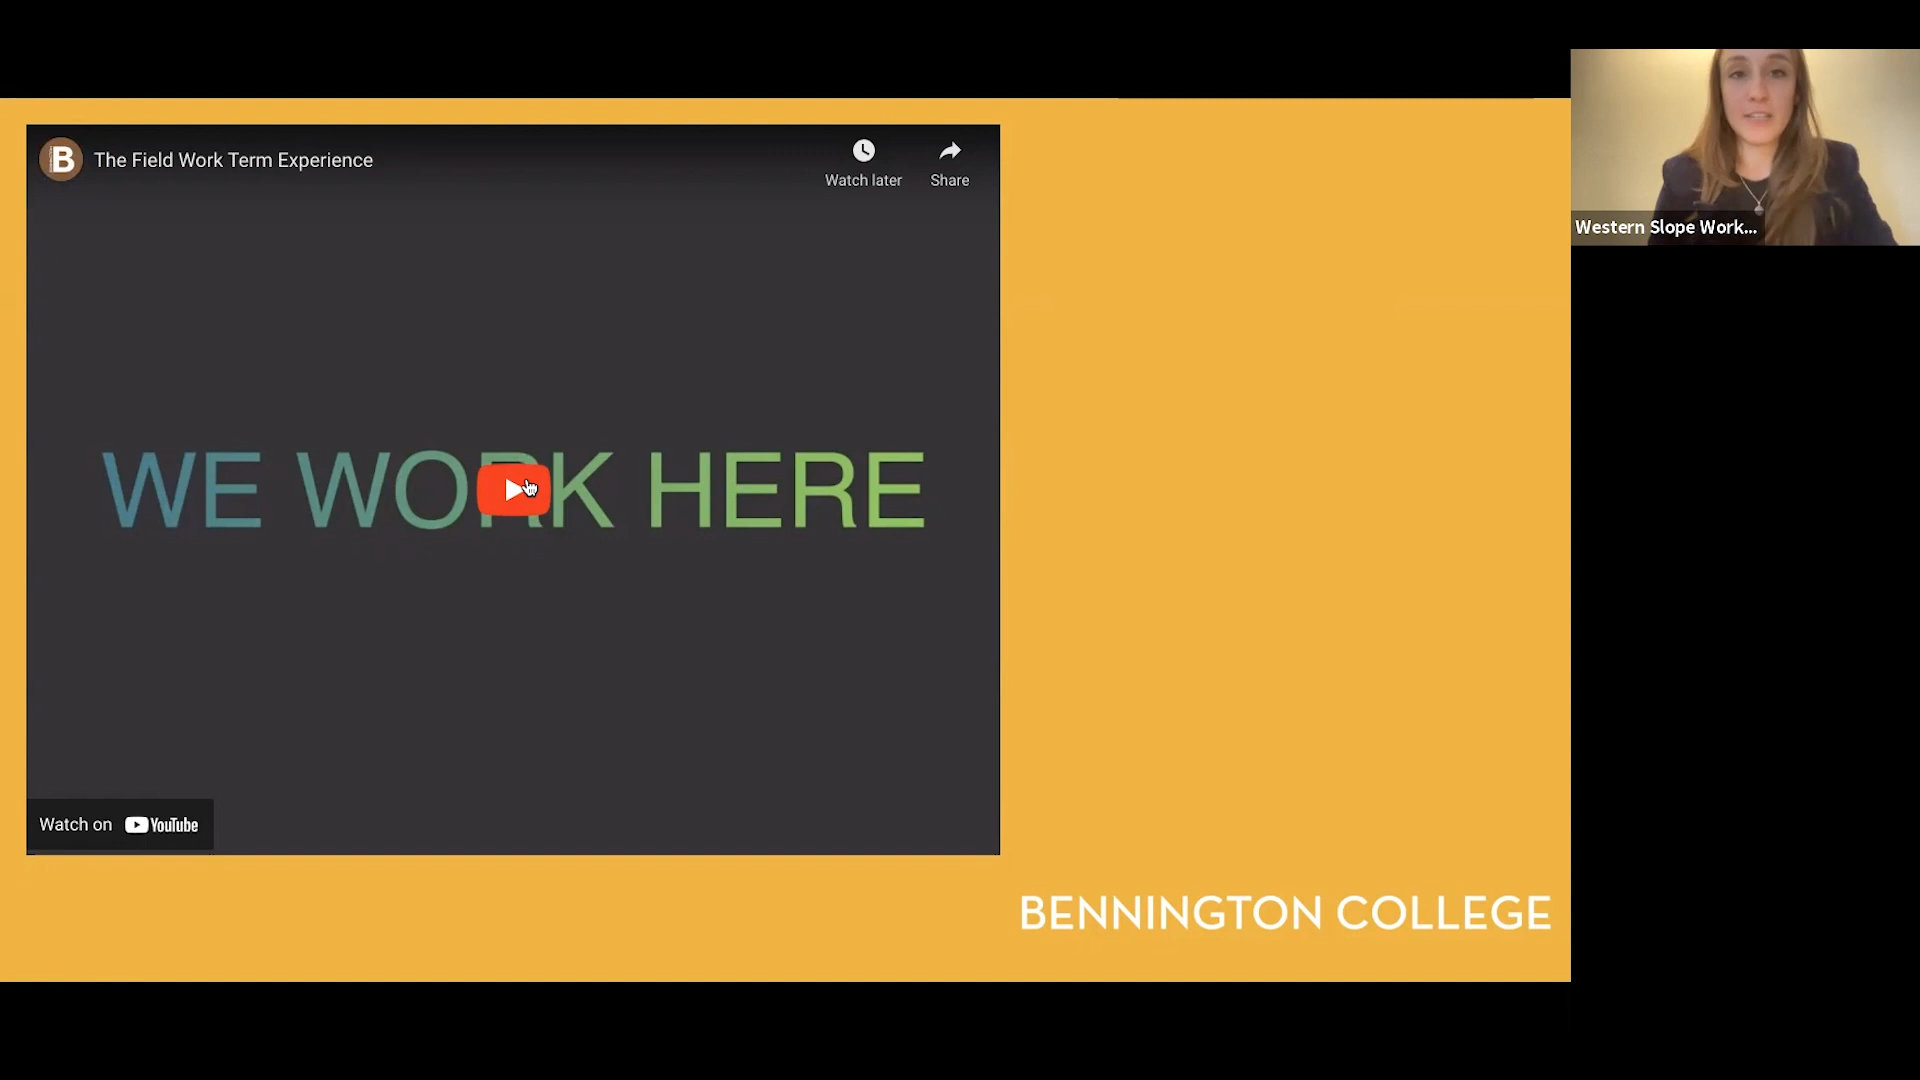 B The Field Work Term Experience
Watch later
Share
WE WORK HERE
Watch on YouTube
BENNINGTON COLLEGE
Western Slope Work...